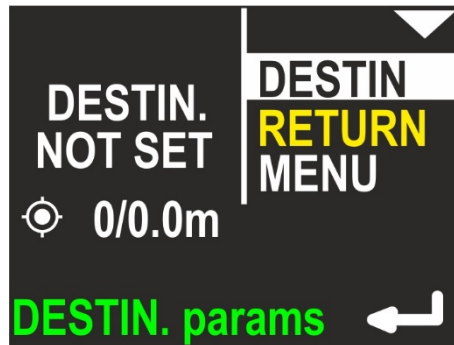 DESTIN.
NOT SET
0/0.0m
DESTIN
RETURN
MENU
DESTIN. params